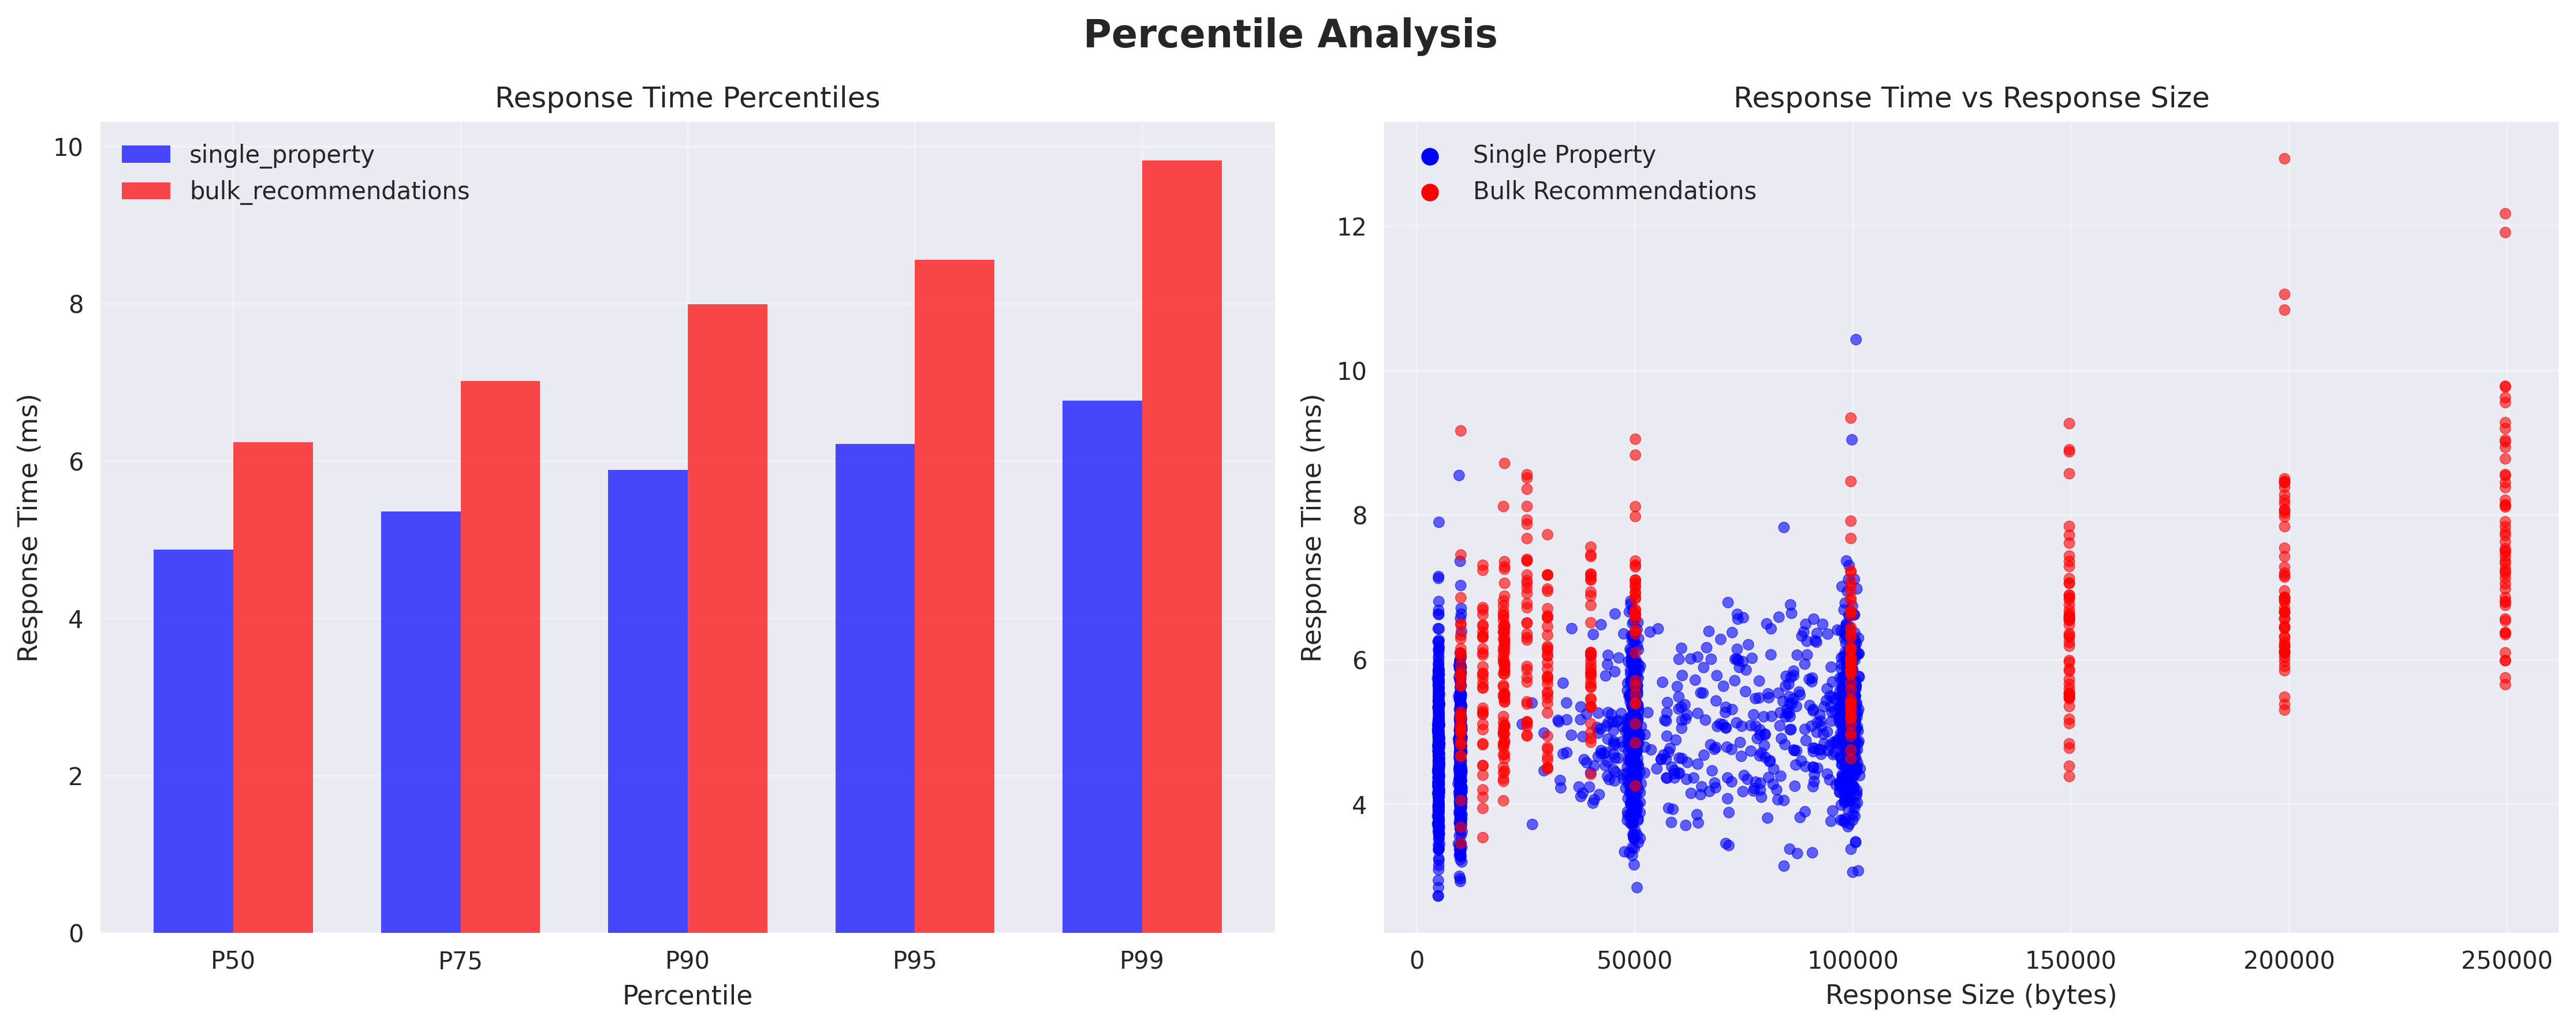 Percentile Analysis
Response Time Percentiles
single_property
bulk_recommendations
Response Time (ms)
10
8
6
4
2
0
P50 P75 P90 P95 P99
Percentile
Response Time vs Response Size
Single Property
Bulk Recommendations
Response Time (ms)
12
10
8
6
4
0 50000 100000 150000 200000 250000
Response Size (bytes)